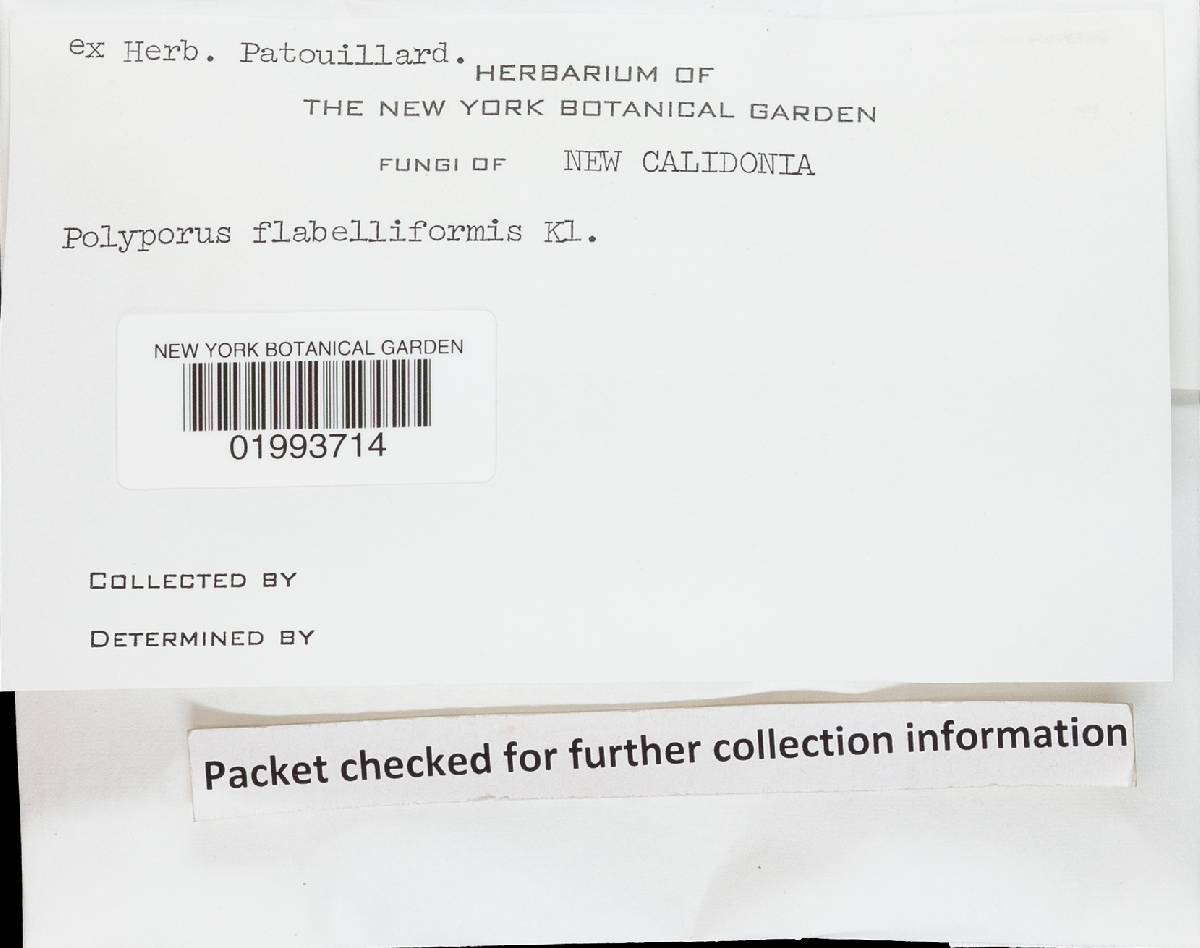 ex Herb. Patouillard.
HERBARIUM OF
THE NEW YORK BOTANICAL GARDEN
FUNGI OF NEW CALIDONIA
Polyporus flabelliformis Kl.
NEW YORK BOTANICAL GARDEN
01993714
COLLECTED BY
DETERMINED BY
Packet checked for further collection information